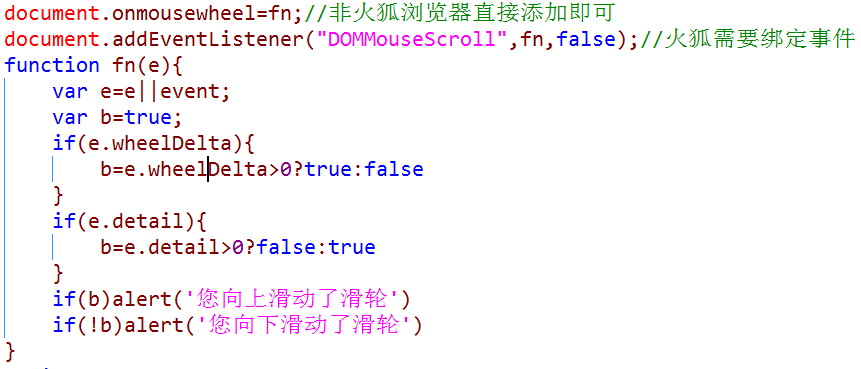 document.onmousewheel=fn;//非火狐浏览器直接添加即可
document.addEventListener("DOMMouseScroll",fn,false);//火狐需要绑定事件
function fn(e){
    var e=e||event;
    var b=true;
    if(e.wheelDelta){
        b=e.wheelDelta>0?true:false
    }
    if(e.detail){
        b=e.detail>0?false:true
    }
    if(b)alert('您向上滑动了滑轮')
    if(!b)alert('您向下滑动了滑轮')
}